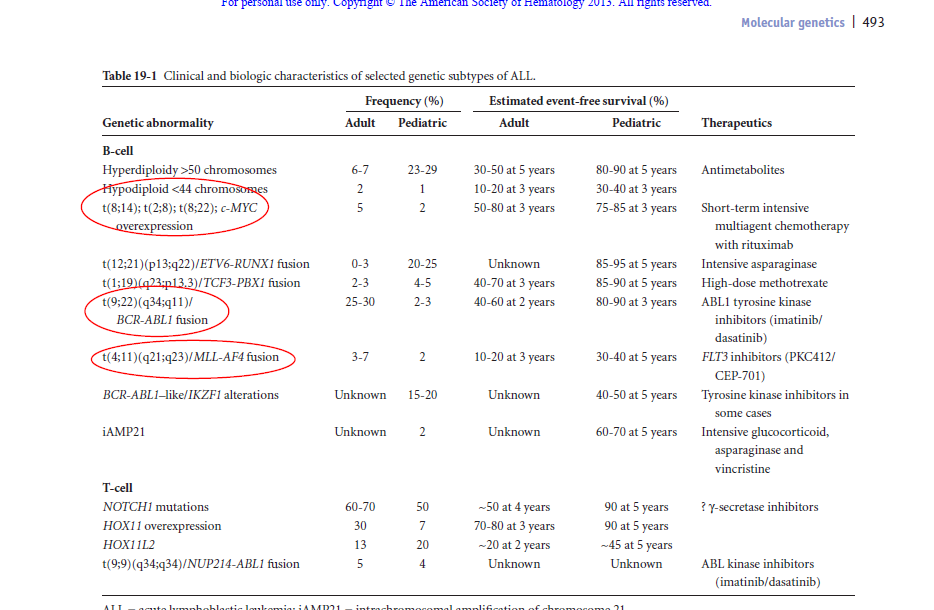 For personal use only. Copyright © The American Society of Hematology 2013. All rights reserved.
Molecular genetics | 493
Table 19-1 Clinical and biologic characteristics of selected genetic subtypes of ALL.
Frequency (%) Estimated event-free survival (%)
Genetic abnormality Adult Pediatric Adult Pediatric Therapeutics
B-cell
Hyperdiploidy >50 chromosomes 6-7 23-29 30-50 at 5 years 80-90 at 5 years Antimetabolites
Hypodiploid <44 chromosomes 2 1 10-20 at 3 years 30-40 at 3 years
t(8;14); t(2;8); t(8;22); c-MYC 5 2 50-80 at 3 years 75-85 at 3 years Short-term intensive
overexpression multiagent chemotherapy
with rituximab
t(12;21)(p13;q22)/ETV6-RUNX1 fusion 0-3 20-25 Unknown 85-95 at 5 years Intensive asparaginase
t(1;19)(q23;p13.3)/TCF3-PBX1 fusion 2-3 4-5 40-70 at 3 years 85-90 at 5 years High-dose methotrexate
t(9;22)(q34;q11)/ 25-30 2-3 40-60 at 2 years 80-90 at 3 years ABL1 tyrosine kinase
BCR-ABL1 fusion inhibitors (imatinib/
dasatinib)
t(4;11)(q21;q23)/MLL-AF4 fusion 3-7 2 10-20 at 3 years 30-40 at 5 years FLT3 inhibitors (PKC412/
CEP-701)
BCR-ABL1–like/IKZF1 alterations Unknown 15-20 Unknown 40-50 at 5 years Tyrosine kinase inhibitors in
some cases
iAMP21 Unknown 2 Unknown 60-70 at 5 years Intensive glucocorticoid,
asparaginase and
vincristine
T-cell
NOTCH1 mutations 60-70 50 ~50 at 4 years 90 at 5 years ? γ-secretase inhibitors
HOX11 overexpression 30 7 70-80 at 3 years 90 at 5 years
HOX11L2 13 20 ~20 at 2 years ~45 at 5 years
t(9;9)(q34;q34)/NUP214-ABL1 fusion 5 4 Unknown Unknown ABL kinase inhibitors
(imatinib/dasatinib)
ALL = acute lymphoblastic leukemia; iAMP21 = intrachromosomal amplification of chromosome 21.